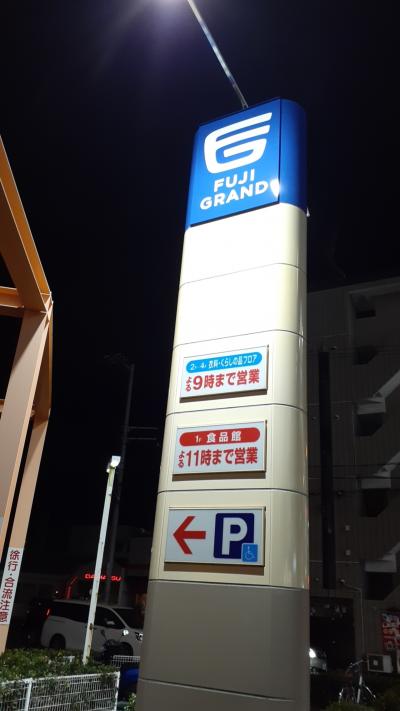 FUJI
GRAND
2F 4F 衣料・くらしの品フロア
よる9時まで営業
1F 食品館
よる11時まで営業
P
徐行・合流注意